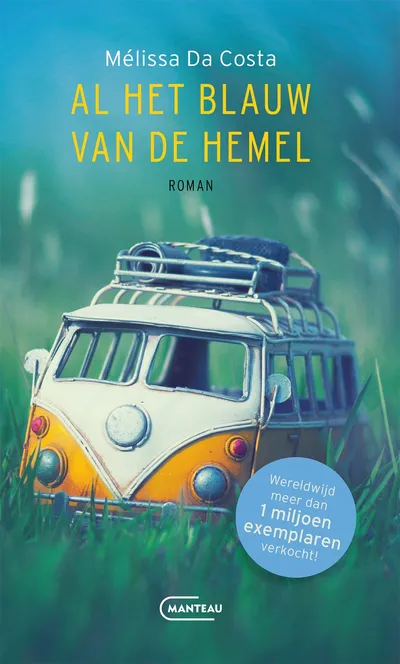 Mélissa Da Costa
AL HET BLAUW
VAN DE HEMEL
ROMAN
Wereldwijd
meer dan
1 miljoen
exemplaren
verkocht!
MANTEAU